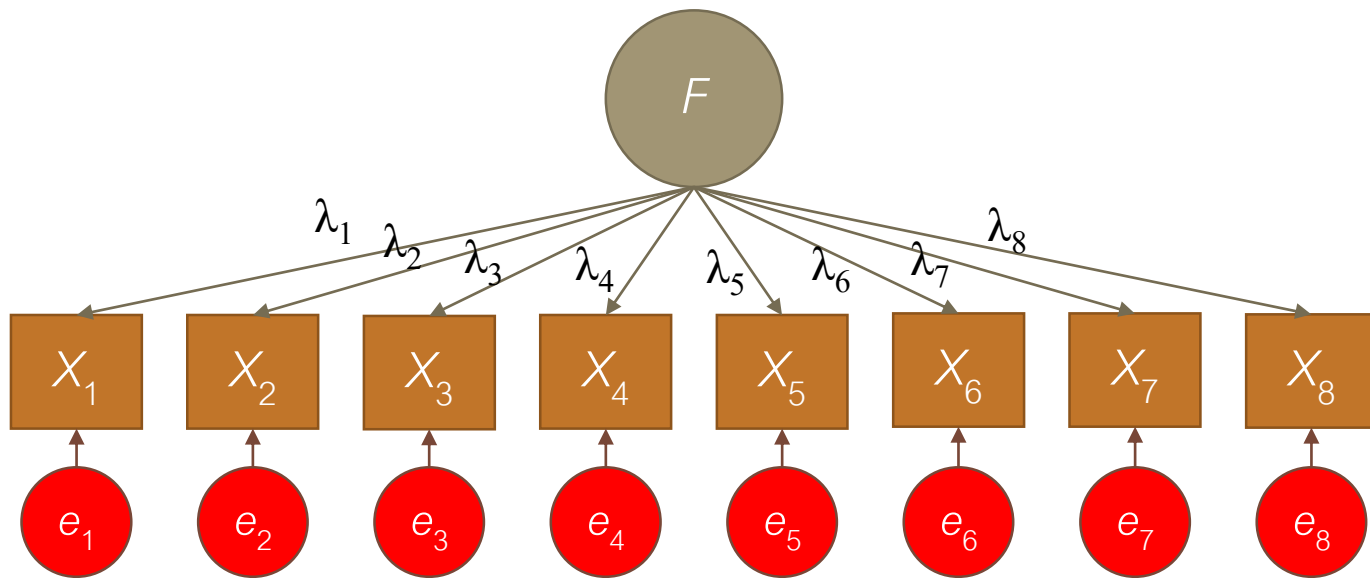 F
λ₁ λ₂ λ₃ λ₄ λ₅ λ₆ λ₇ λ₈
X₁ X₂ X₃ X₄ X₅ X₆ X₇ X₈
e₁ e₂ e₃ e₄ e₅ e₆ e₇ e₈